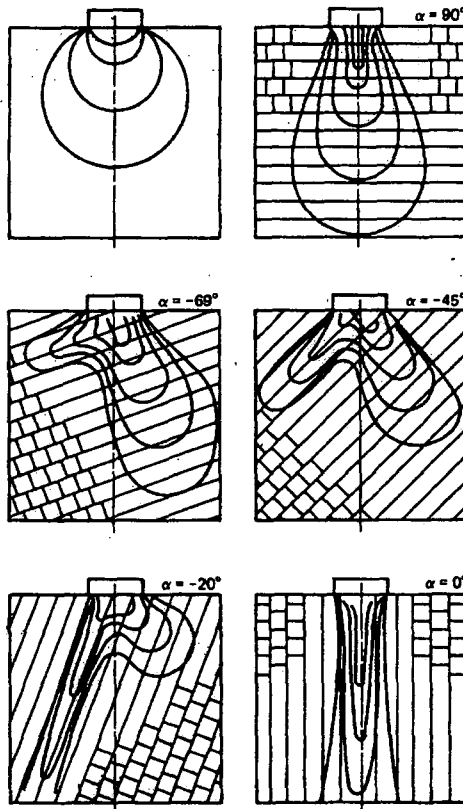 α = 90°
α = −69°
α = −45°
α = −20°
α = 0°